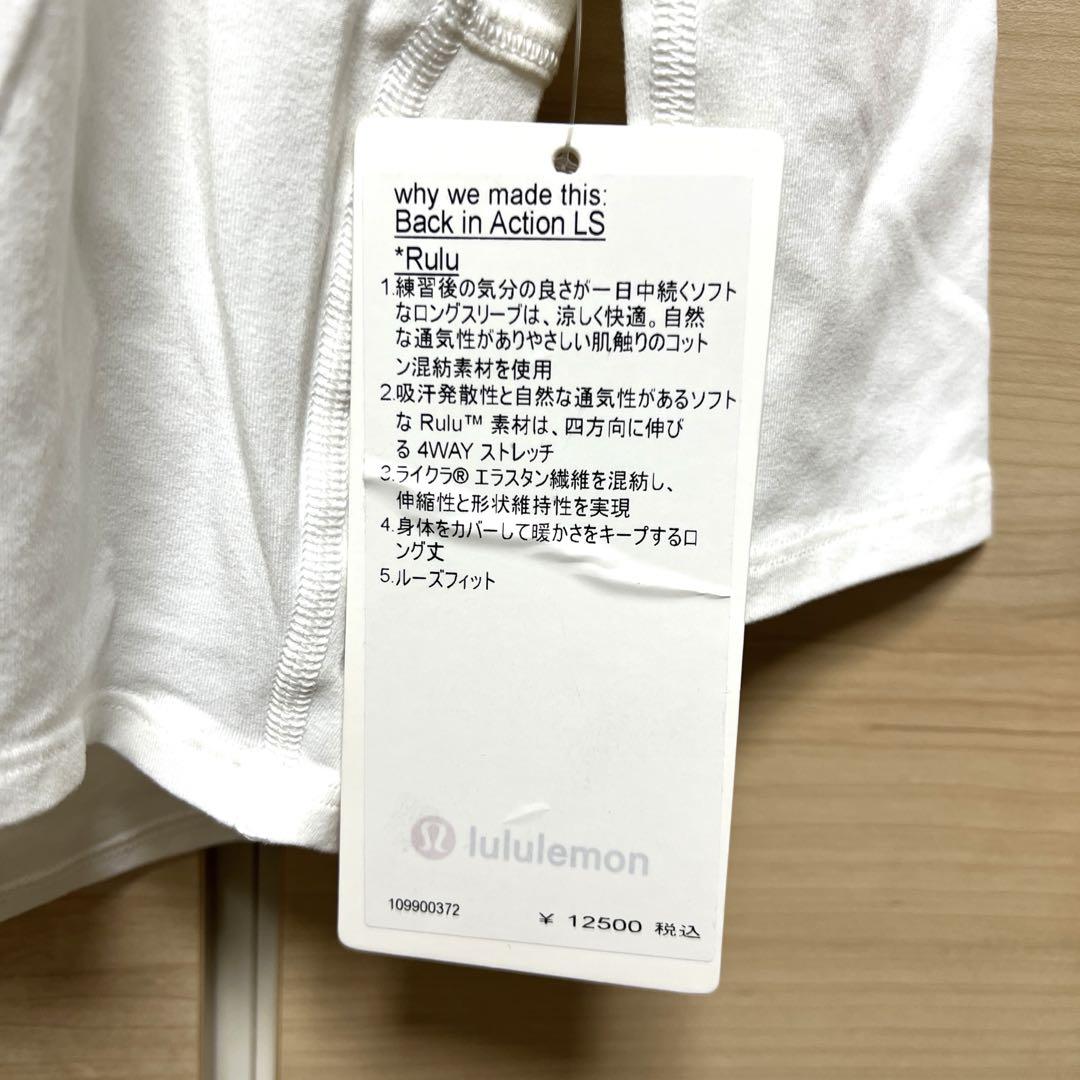 why we made this:
Back in Action LS
*Rulu
1.練習後の気分の良さが一日中続くソフト
なロングスリーブは、涼しく快適。自然
な通気性がありやさしい肌触りのコット
ン混紡素材を使用
2.吸汗発散性と自然な通気性があるソフト
な Rulu™ 素材は、四方向に伸び
る 4WAY ストレッチ
3.ライクラ® エラスタン繊維を混紡し、
伸縮性と形状維持性を実現
4.身体をカバーして暖かさをキープするロ
ング丈
5.ルーズフィット
lululemon
109900372
¥ 12500 税込